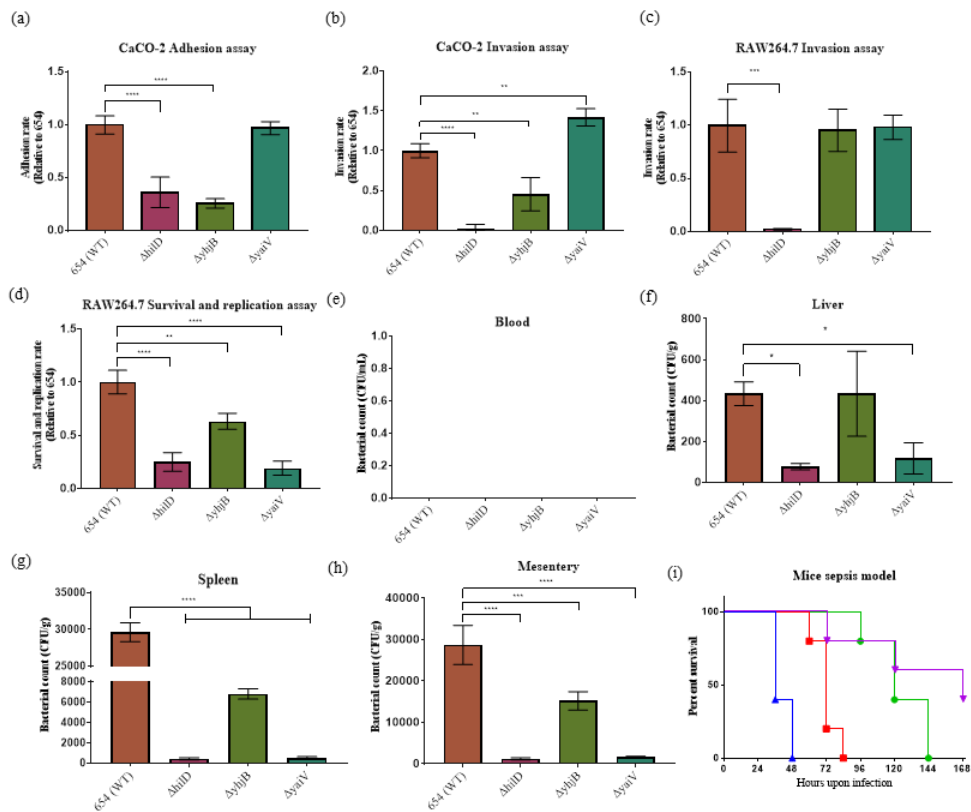 (a)
CaCO-2 Adhesion assay
Adhesion rate
(Relative to 654)
1.5
1.0
0.5
0.0
****
****
654 (WT)
ΔhilD
ΔyhjB
ΔyaiV
(b)
CaCO-2 Invasion assay
Invasion rate
(Relative to 654)
2.0
1.5
1.0
0.5
0.0
**
**
****
654 (WT)
ΔhilD
ΔyhjB
ΔyaiV
(c)
RAW264.7 Invasion assay
Invasion rate
(Relative to 654)
1.5
1.0
0.5
0.0
***
654 (WT)
ΔhilD
ΔyhjB
ΔyaiV
(d)
RAW264.7 Survival and replication assay
Survival and replication rate
(Relative to 654)
1.5
1.0
0.5
0.0
****
**
****
654 (WT)
ΔhilD
ΔyhjB
ΔyaiV
(e)
Blood
Bacterial count (CFU/mL)
1.0
0.8
0.6
0.4
0.2
0.0
654 (WT)
ΔhilD
ΔyhjB
ΔyaiV
(f)
Liver
Bacterial count (CFU/g)
800
600
400
200
0
*
*
654 (WT)
ΔhilD
ΔyhjB
ΔyaiV
(g)
Spleen
Bacterial count (CFU/g)
35000
30000
25000
8000
6000
4000
2000
0
****
654 (WT)
ΔhilD
ΔyhjB
ΔyaiV
(h)
Mesentery
Bacterial count (CFU/g)
40000
30000
20000
10000
0
****
***
****
654 (WT)
ΔhilD
ΔyhjB
ΔyaiV
(i)
Mice sepsis model
Percent survival
100
50
0
0 24 48 72 96 120 144 168
Hours upon infection